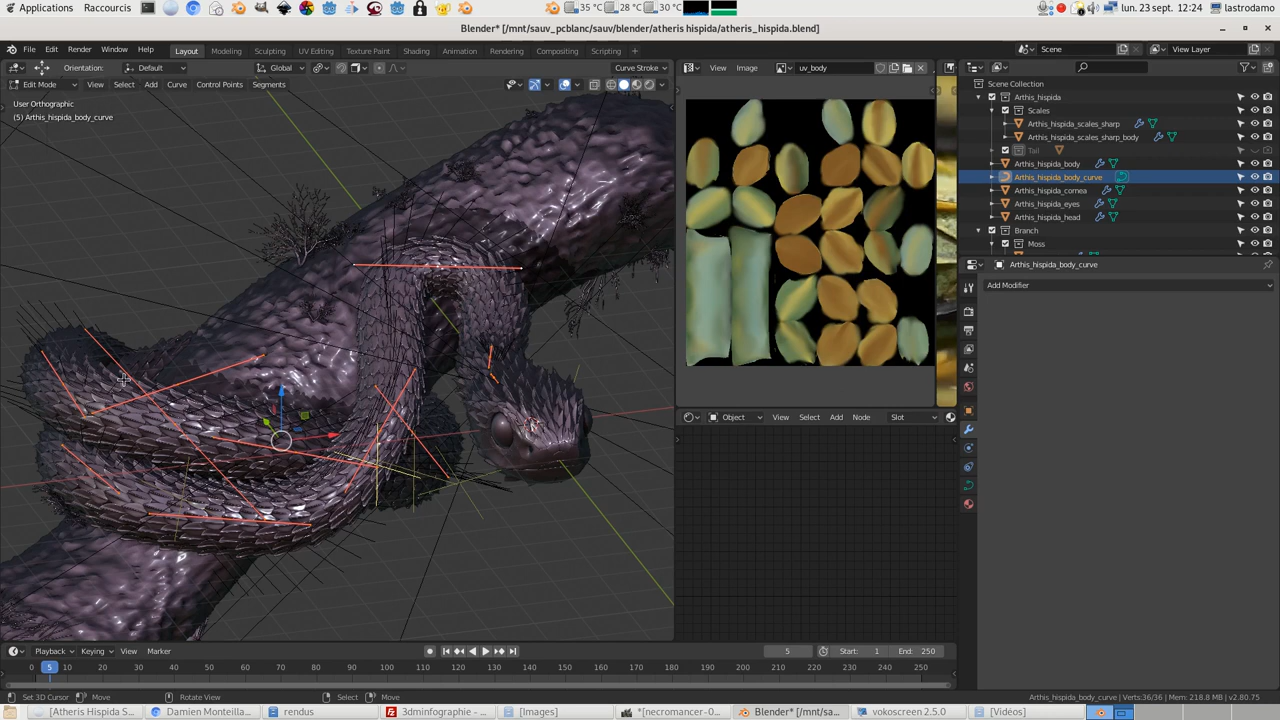 Applications Raccourcis 35 °C 28 °C 30 °C lun. 23 sept. 12:24 lastrodamo
Blender* [/mnt/sauv_pcblanc/sauv/blender/atheris hispida/atheris_hispida.blend]
File Edit Render Window Help Layout Modeling Sculpting UV Editing Texture Paint Shading Animation Rendering Compositing Scripting + Scene View Layer
Orientation: Default Global Curve Stroke View Image uv_body
Edit Mode View Select Add Curve Control Points Segments
User Orthographic
(5) Arthis_hispida_body_curve
Scene Collection
Arthis_hispida
Scales
Arthis_hispida_scales_sharp
Arthis_hispida_scales_sharp_body
Tail
Arthis_hispida_body
Arthis_hispida_body_curve
Arthis_hispida_cornea
Arthis_hispida_eyes
Arthis_hispida_head
Branch
Moss
Arthis_hispida_body_curve
Add Modifier
Object View Select Add Node Slot
Playback Keying View Marker 5 Start: 1 End: 250
0 5 10 20 30 40 50 60 70 80 90 100 110 120 130 140 150 160 170 180 190 200 210 220 230 240 250
Set 3D Cursor Move Rotate View Select Move Arthis_hispida_body_curve | Verts:36/36 | Mem: 218.8 MB | v2.80.75
[Atheris Hispida S... Damien Monteilla... rendus 3dminfographie - ... [Images] *[necromancer-0... Blender* [/mnt/sa... vokoscreen 2.5.0 [Vidéos]